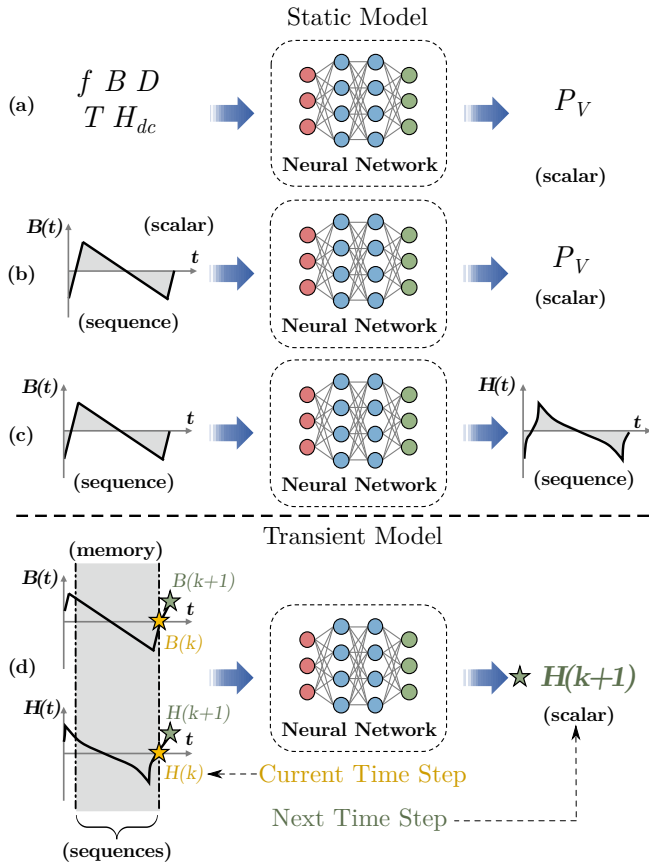 Static Model
(a)
f B D
T H_dc
Neural Network
P_V
(scalar)
(b)
B(t)
(scalar)
t
(sequence)
Neural Network
P_V
(scalar)
(c)
B(t)
t
(sequence)
Neural Network
H(t)
t
(sequence)
Transient Model
(memory)
(d)
B(t)
B(k+1)
t
B(k)
H(t)
H(k+1)
t
H(k)
(sequences)
Neural Network
H(k+1)
(scalar)
Current Time Step
Next Time Step